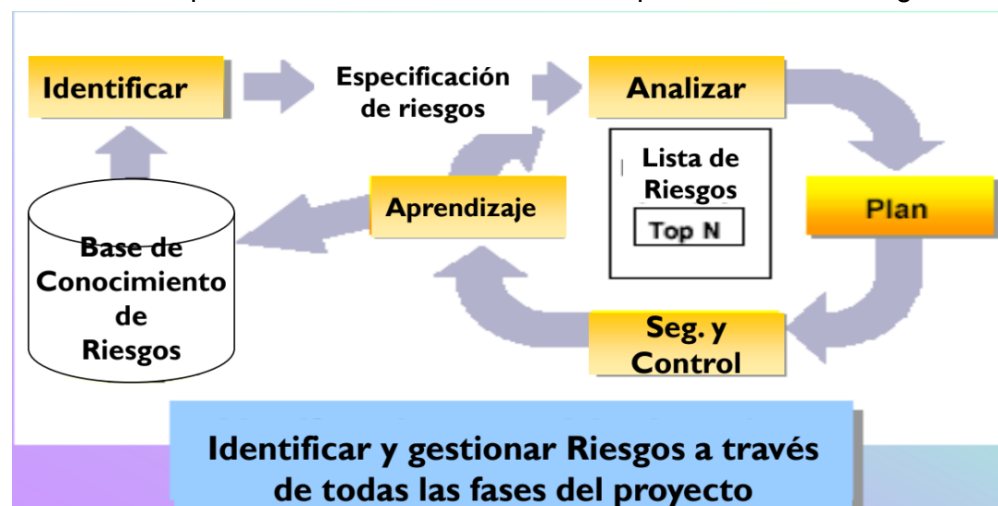 Identificar
Especificación
de riesgos
Analizar
Lista de
Riesgos
Top N
Plan
Aprendizaje
Base de
Conocimiento
de
Riesgos
Seg. y
Control
Identificar y gestionar Riesgos a través
de todas las fases del proyecto